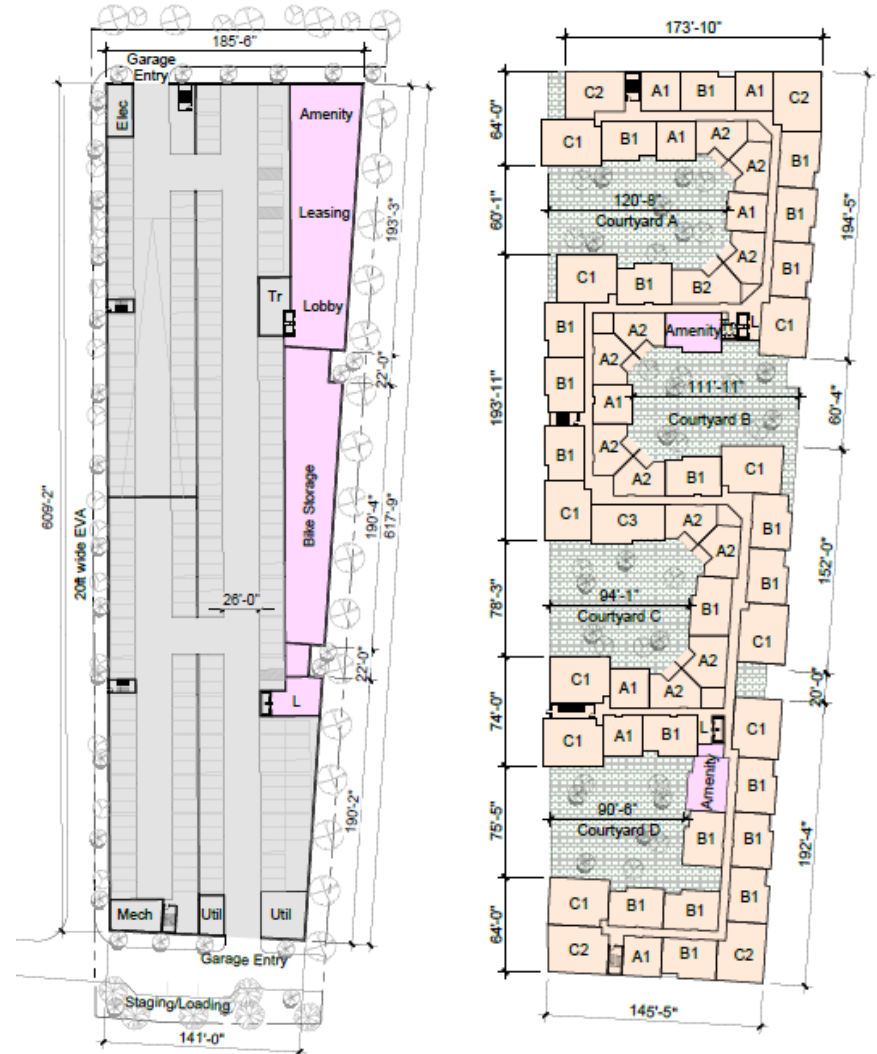 185'-6"
Garage
Entry
Elec
Amenity
Leasing
Lobby
Tr
193'-3"
22'-0"
609'-2"
20ft wide EVA
Bike Storage
190'-4"
617'-9"
26'-0"
22'-0"
L
190'-2"
Mech
Util
Util
Garage Entry
Staging/Loading
141'-0"
173'-10"
64'-0"
C2
A1
B1
A1
C2
C1
B1
A1
A2
A2
B1
60'-1"
120'-8"
Courtyard A
A1
B1
194'-5"
A2
B1
C1
B1
B2
C1
B1
A2
Amenity
L
A2
B1
193'-11"
111'-11"
Courtyard B
60'-4"
A1
B1
A2
A2
B1
C1
C1
C3
A2
B1
A2
B1
152'-0"
78'-3"
94'-1"
Courtyard C
B1
C1
A2
C1
A1
A2
20'-0"
74'-0"
C1
C1
A1
B1
L
Amenity
B1
75'-5"
90'-6"
Courtyard D
B1
B1
192'-4"
C1
B1
B1
B1
64'-0"
C2
A1
B1
C2
145'-5"